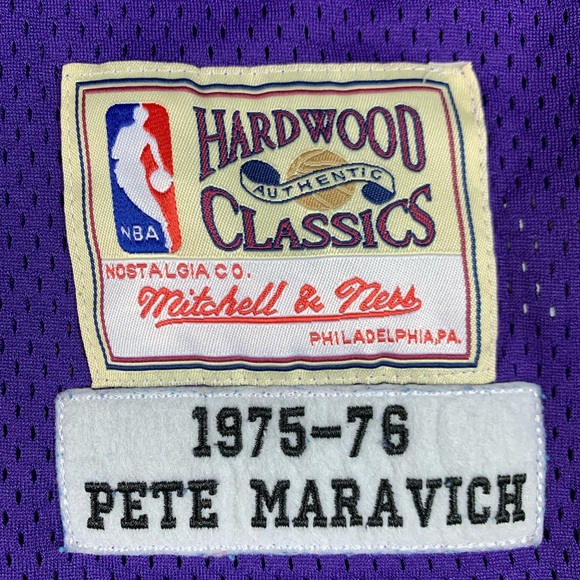 HARDWOOD
AUTHENTIC
CLASSICS
NBA
NOSTALGIA CO.
Mitchell & Ness
PHILADELPHIA, PA.
1975-76
PETE MARAVICH